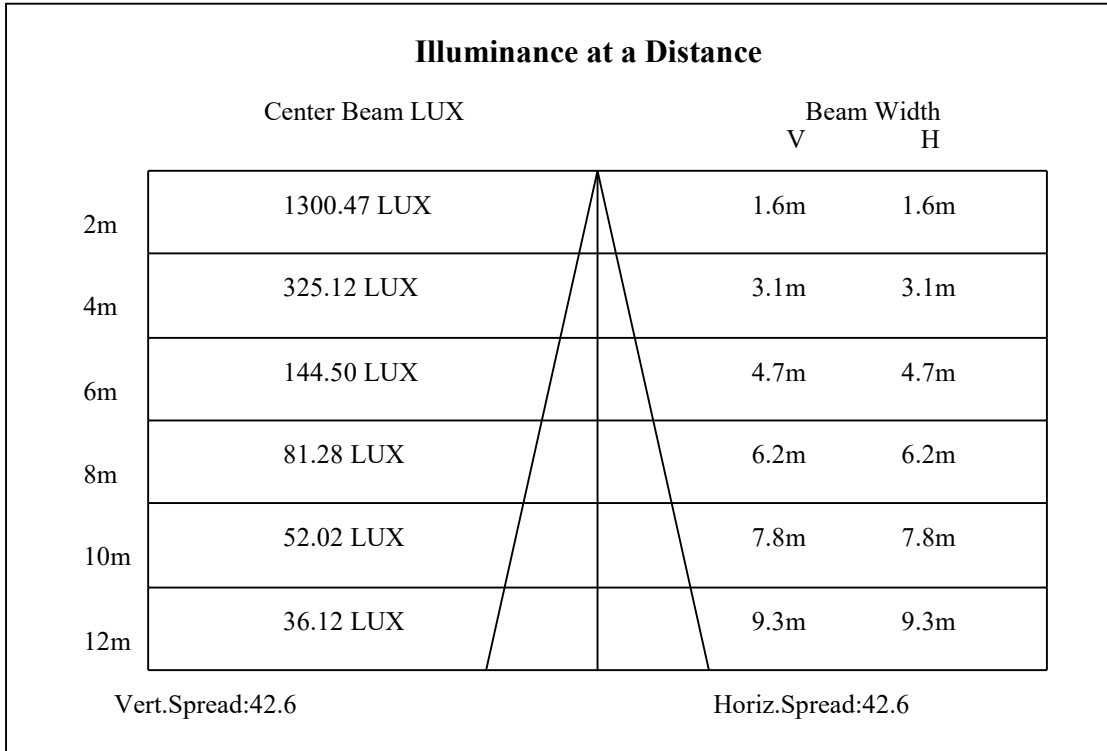 Illuminance at a Distance
Center Beam LUX Beam Width
V H
2m 1300.47 LUX 1.6m 1.6m
4m 325.12 LUX 3.1m 3.1m
6m 144.50 LUX 4.7m 4.7m
8m 81.28 LUX 6.2m 6.2m
10m 52.02 LUX 7.8m 7.8m
12m 36.12 LUX 9.3m 9.3m
Vert.Spread:42.6 Horiz.Spread:42.6